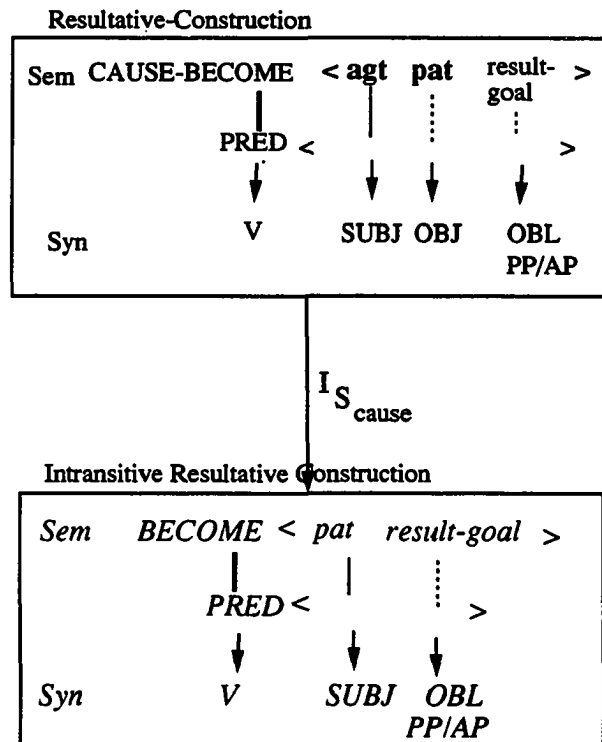 Resultative-Construction
Sem CAUSE-BECOME < agt pat result-goal >
PRED < >
Syn V SUBJ OBJ OBL
PP/AP
I S cause
Intransitive Resultative Construction
Sem BECOME < pat result-goal >
PRED < >
Syn V SUBJ OBL
PP/AP